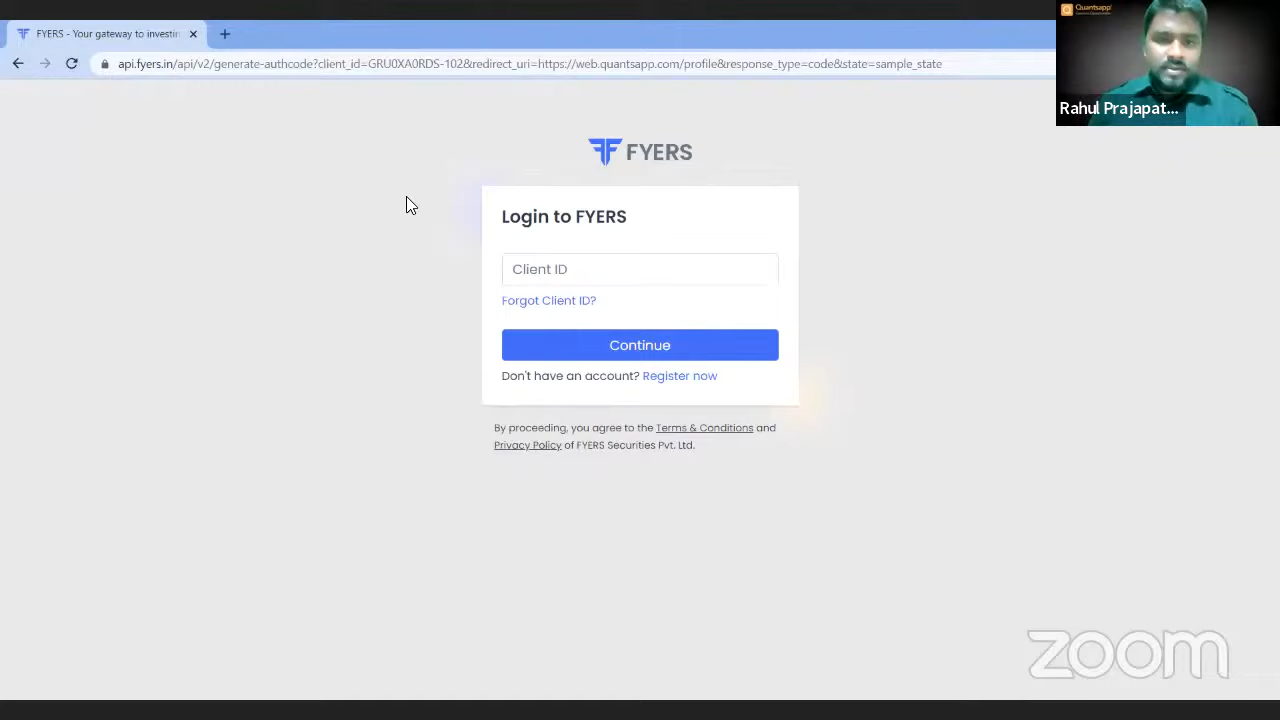 FYERS - Your gateway to investin
api.fyers.in/api/v2/generate-authcode?client_id=GRU0XA0RDS-102&redirect_uri=https://web.quantsapp.com/profile&response_type=code&state=sample_state
Quantsapp
Rahul Prajapat...
FYERS
Login to FYERS
Client ID
Forgot Client ID?
Continue
Don't have an account? Register now
By proceeding, you agree to the Terms & Conditions and
Privacy Policy of FYERS Securities Pvt. Ltd.
zoom